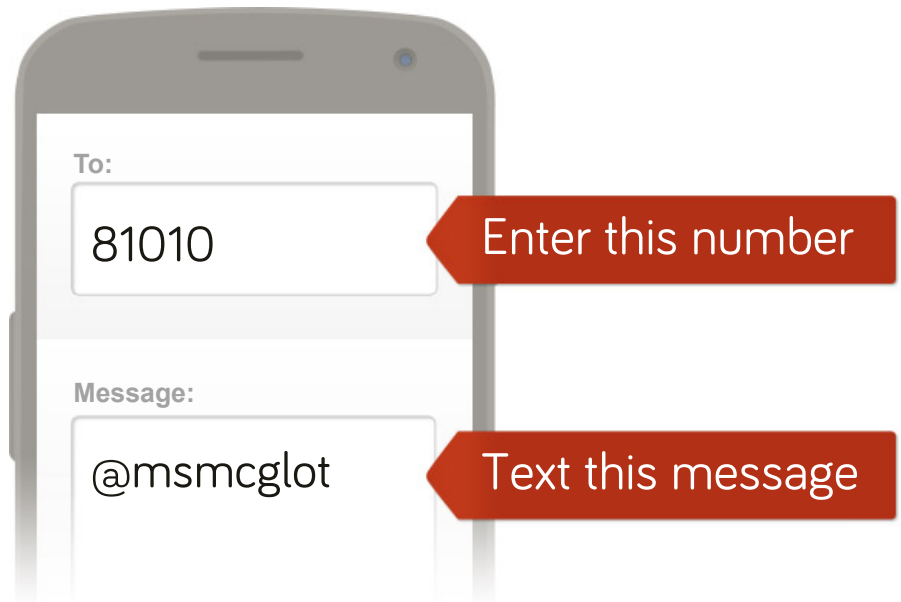 To:
81010
Enter this number
Message:
@msmcglot
Text this message